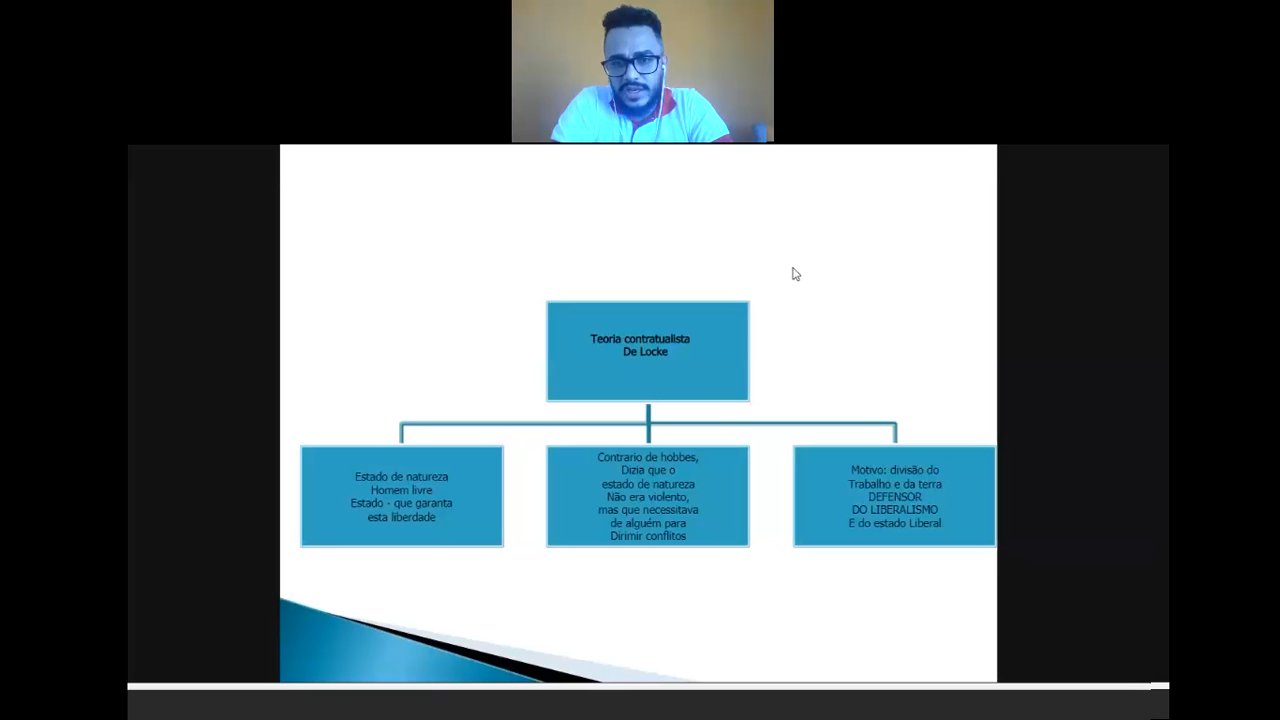 Teoria contratualista
De Locke
Estado de natureza
Homem livre
Estado - que garanta
esta liberdade
Contrario de hobbes,
Dizia que o
estado de natureza
Não era violento,
mas que necessitava
de alguém para
Dirimir conflitos
Motivo: divisão do
Trabalho e da terra
DEFENSOR
DO LIBERALISMO
E do estado Liberal